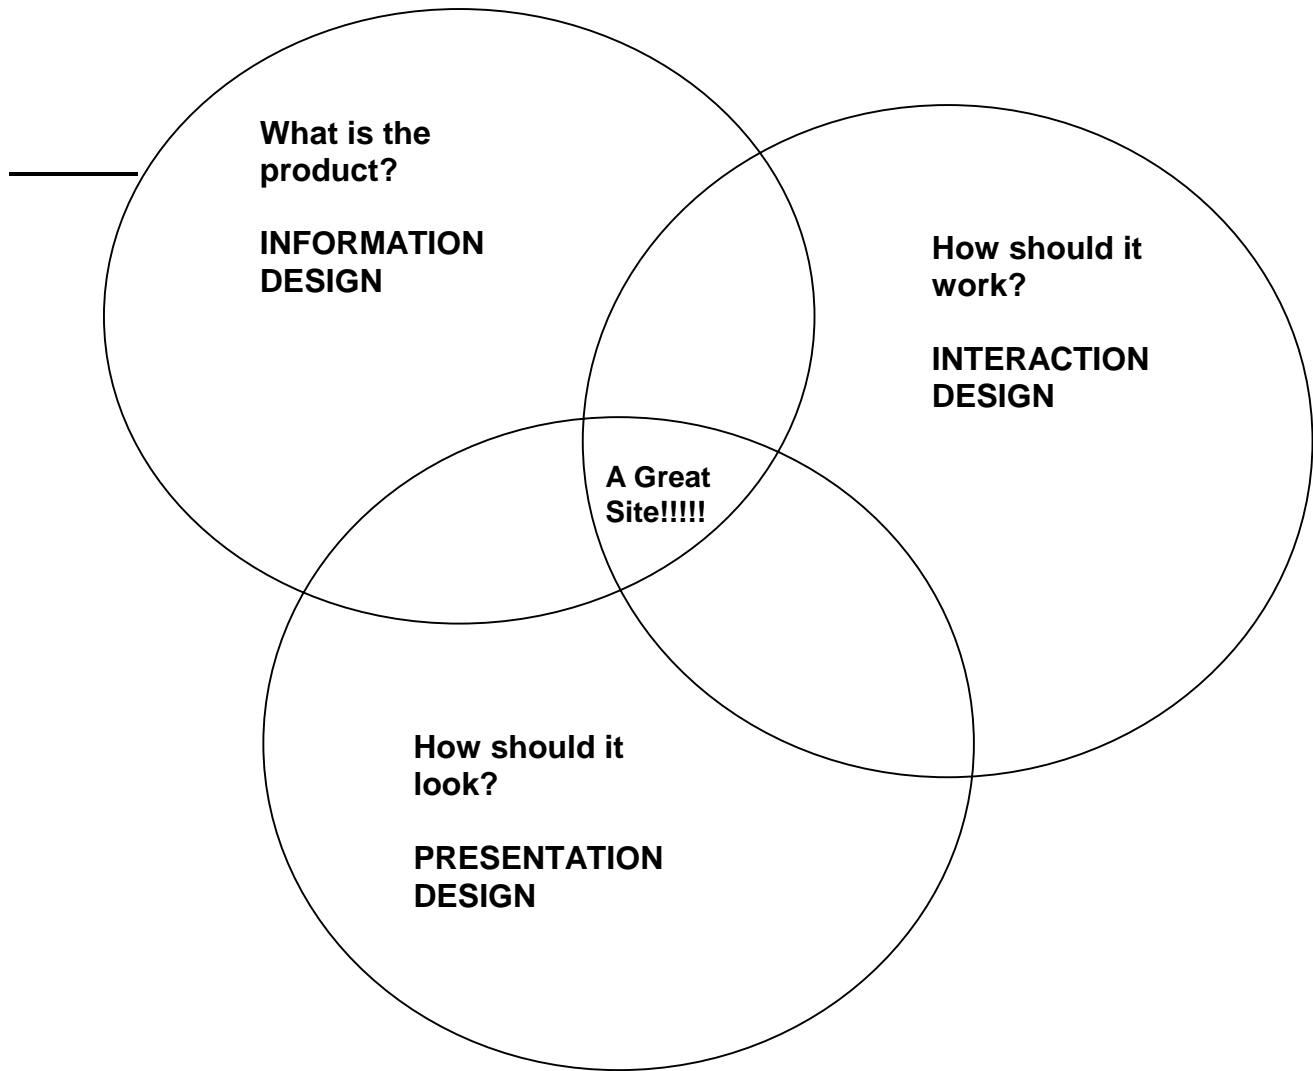 What is the
product?
INFORMATION
DESIGN
How should it
work?
INTERACTION
DESIGN
A Great
Site!!!!!
How should it
look?
PRESENTATION
DESIGN